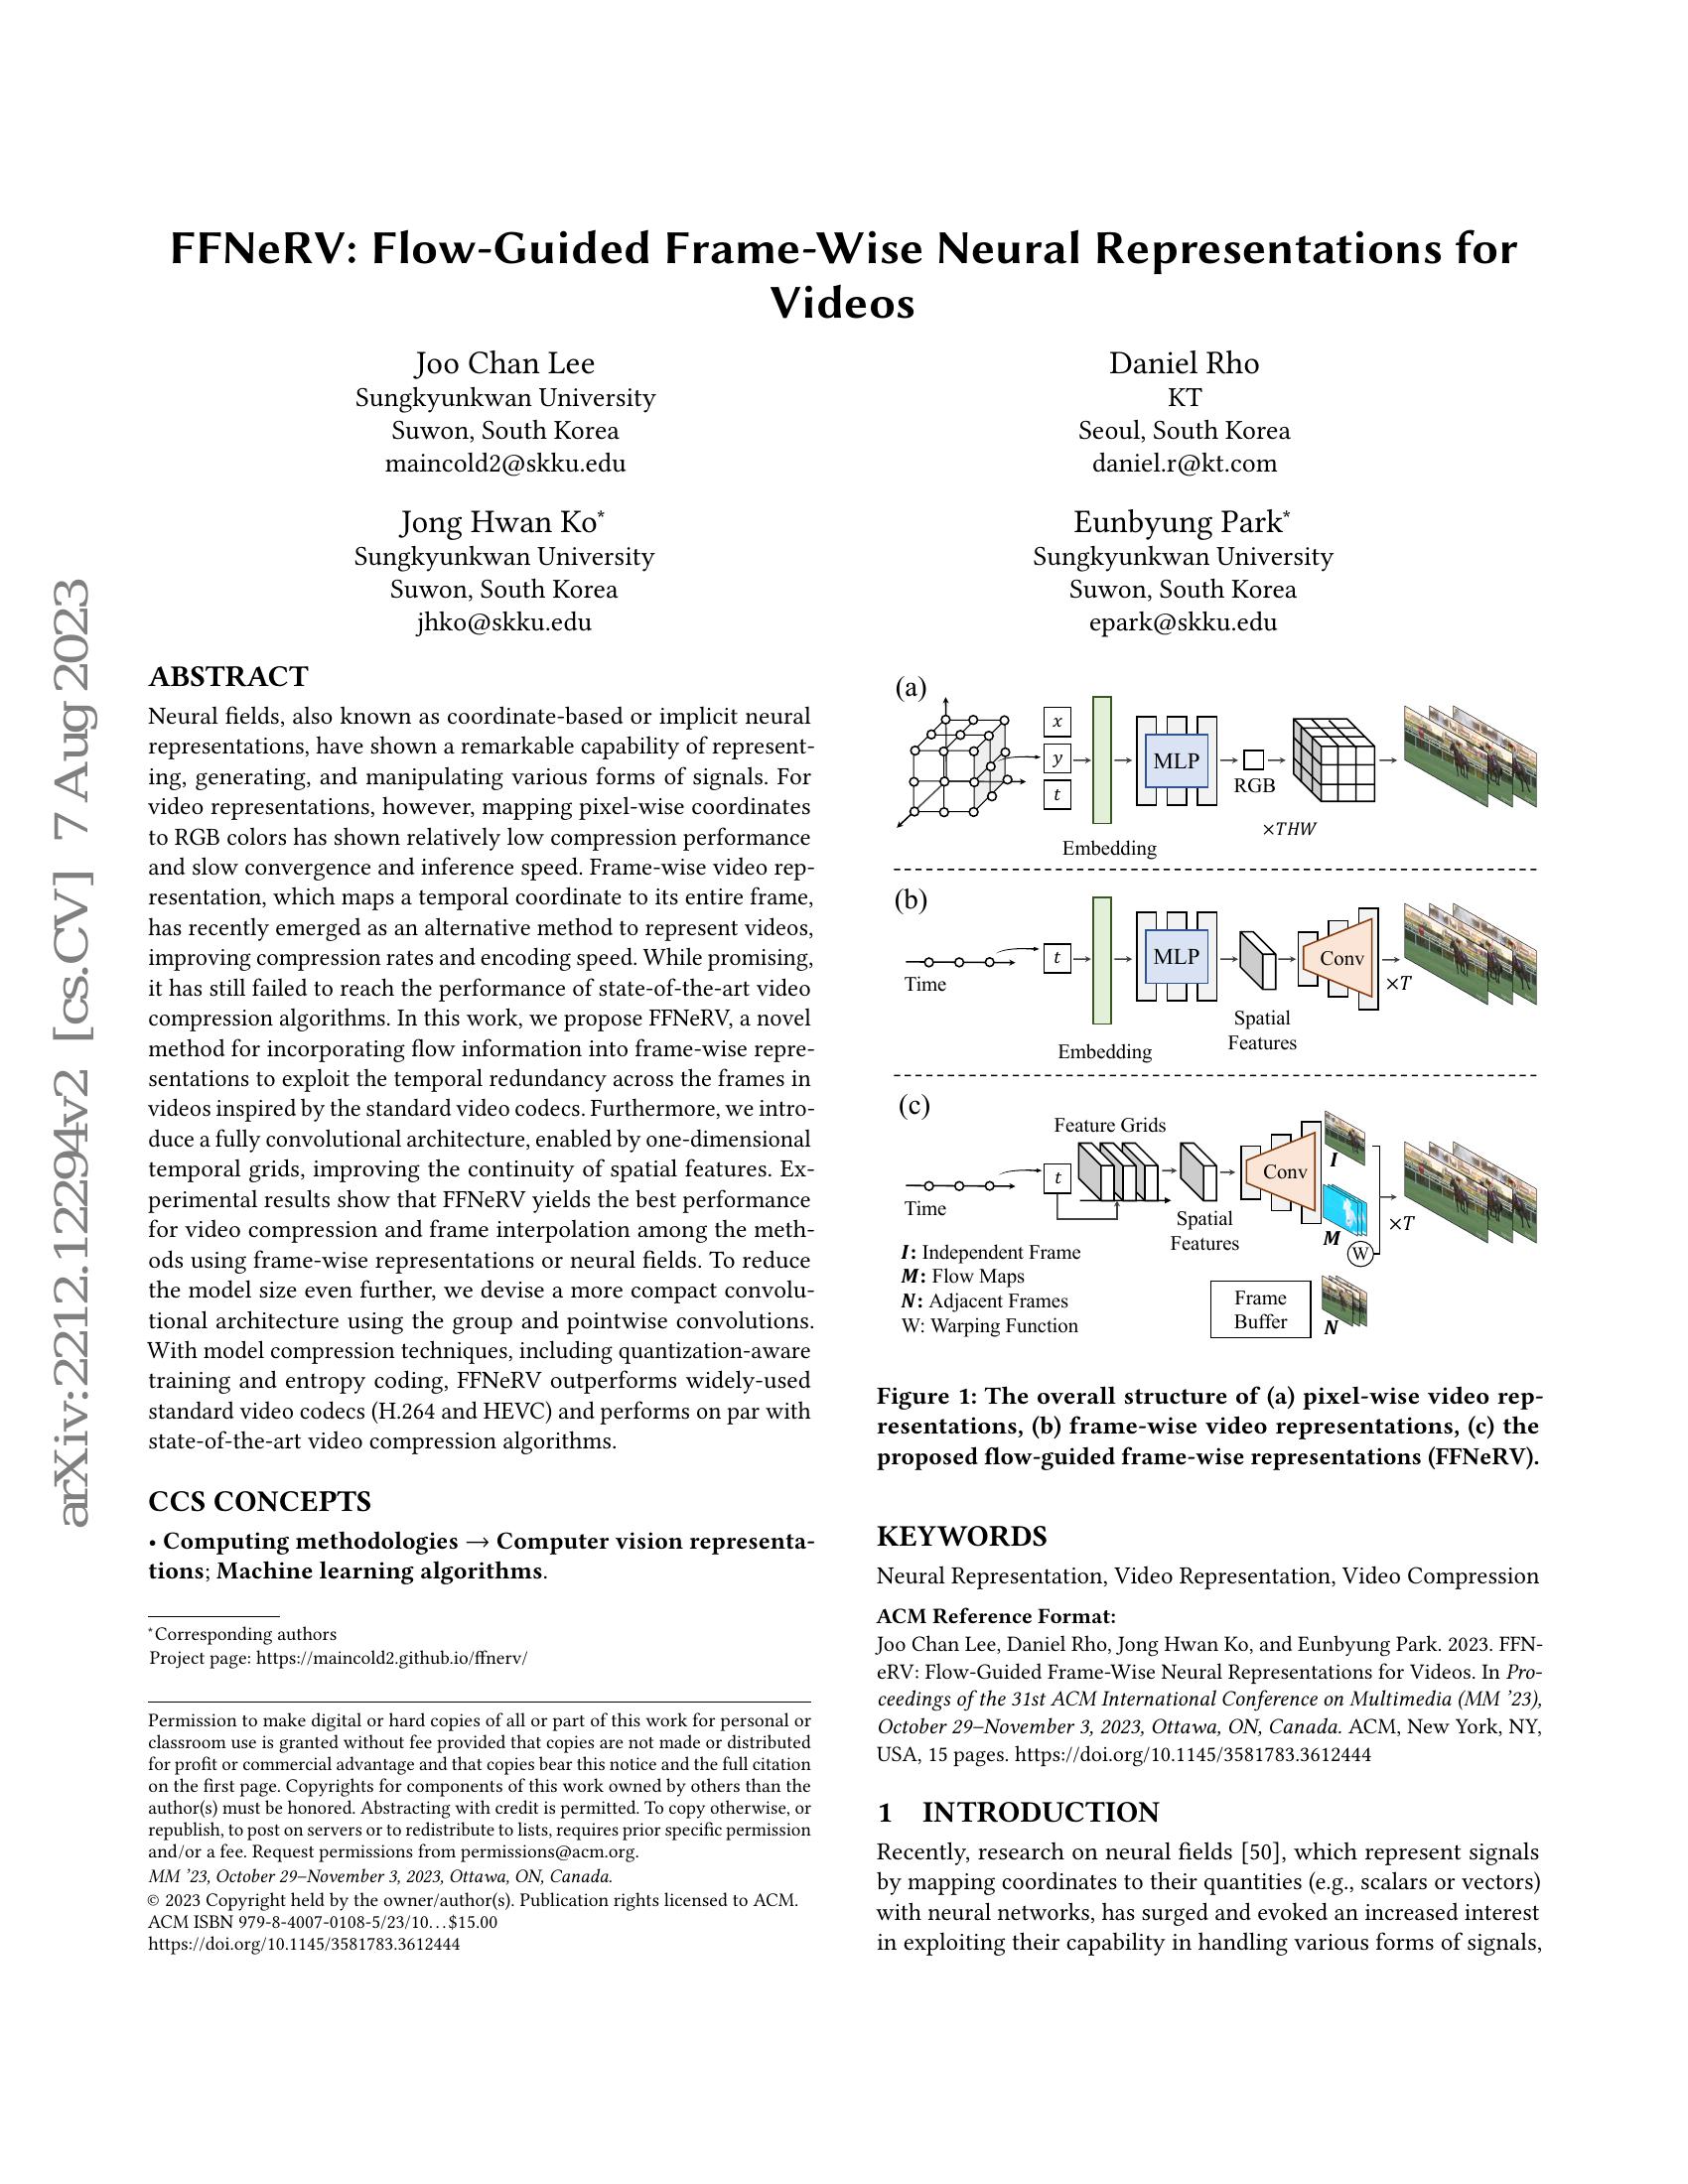 arXiv:2212.12294v2 [cs.CV] 7 Aug 2023
FFNeRV: Flow-Guided Frame-Wise Neural Representations for
Videos
Joo Chan Lee
Sungkyunkwan University
Suwon, South Korea
maincold2@skku.edu
Daniel Rho
KT
Seoul, South Korea
daniel.r@kt.com
Jong Hwan Ko*
Sungkyunkwan University
Suwon, South Korea
jhko@skku.edu
Eunbyung Park*
Sungkyunkwan University
Suwon, South Korea
epark@skku.edu
ABSTRACT
Neural fields, also known as coordinate-based or implicit neural
representations, have shown a remarkable capability of represent-
ing, generating, and manipulating various forms of signals. For
video representations, however, mapping pixel-wise coordinates
to RGB colors has shown relatively low compression performance
and slow convergence and inference speed. Frame-wise video rep-
resentation, which maps a temporal coordinate to its entire frame,
has recently emerged as an alternative method to represent videos,
improving compression rates and encoding speed. While promising,
it has still failed to reach the performance of state-of-the-art video
compression algorithms. In this work, we propose FFNeRV, a novel
method for incorporating flow information into frame-wise repre-
sentations to exploit the temporal redundancy across the frames in
videos inspired by the standard video codecs. Furthermore, we intro-
duce a fully convolutional architecture, enabled by one-dimensional
temporal grids, improving the continuity of spatial features. Ex-
perimental results show that FFNeRV yields the best performance
for video compression and frame interpolation among the meth-
ods using frame-wise representations or neural fields. To reduce
the model size even further, we devise a more compact convolu-
tional architecture using the group and pointwise convolutions.
With model compression techniques, including quantization-aware
training and entropy coding, FFNeRV outperforms widely-used
standard video codecs (H.264 and HEVC) and performs on par with
state-of-the-art video compression algorithms.
CCS CONCEPTS
• Computing methodologies → Computer vision representa-
tions; Machine learning algorithms.
*Corresponding authors
Project page: https://maincold2.github.io/ffnerv/
Permission to make digital or hard copies of all or part of this work for personal or
classroom use is granted without fee provided that copies are not made or distributed
for profit or commercial advantage and that copies bear this notice and the full citation
on the first page. Copyrights for components of this work owned by others than the
author(s) must be honored. Abstracting with credit is permitted. To copy otherwise, or
republish, to post on servers or to redistribute to lists, requires prior specific permission
and/or a fee. Request permissions from permissions@acm.org.
MM '23, October 29–November 3, 2023, Ottawa, ON, Canada.
© 2023 Copyright held by the owner/author(s). Publication rights licensed to ACM.
ACM ISBN 979-8-4007-0108-5/23/10...$15.00
https://doi.org/10.1145/3581783.3612444
(a)
x
y
t
Embedding
MLP
RGB
×THW
(b)
Time
t
Embedding
MLP
Spatial
Features
Conv
×T
(c)
Time
t
Feature Grids
Spatial
Features
Conv
I
M
W
×T
I: Independent Frame
M: Flow Maps
N: Adjacent Frames
W: Warping Function
Frame
Buffer
N
Figure 1: The overall structure of (a) pixel-wise video rep-
resentations, (b) frame-wise video representations, (c) the
proposed flow-guided frame-wise representations (FFNeRV).
KEYWORDS
Neural Representation, Video Representation, Video Compression
ACM Reference Format:
Joo Chan Lee, Daniel Rho, Jong Hwan Ko, and Eunbyung Park. 2023. FFN-
eRV: Flow-Guided Frame-Wise Neural Representations for Videos. In Pro-
ceedings of the 31st ACM International Conference on Multimedia (MM '23),
October 29–November 3, 2023, Ottawa, ON, Canada. ACM, New York, NY,
USA, 15 pages. https://doi.org/10.1145/3581783.3612444
1 INTRODUCTION
Recently, research on neural fields [50], which represent signals
by mapping coordinates to their quantities (e.g., scalars or vectors)
with neural networks, has surged and evoked an increased interest
in exploiting their capability in handling various forms of signals,